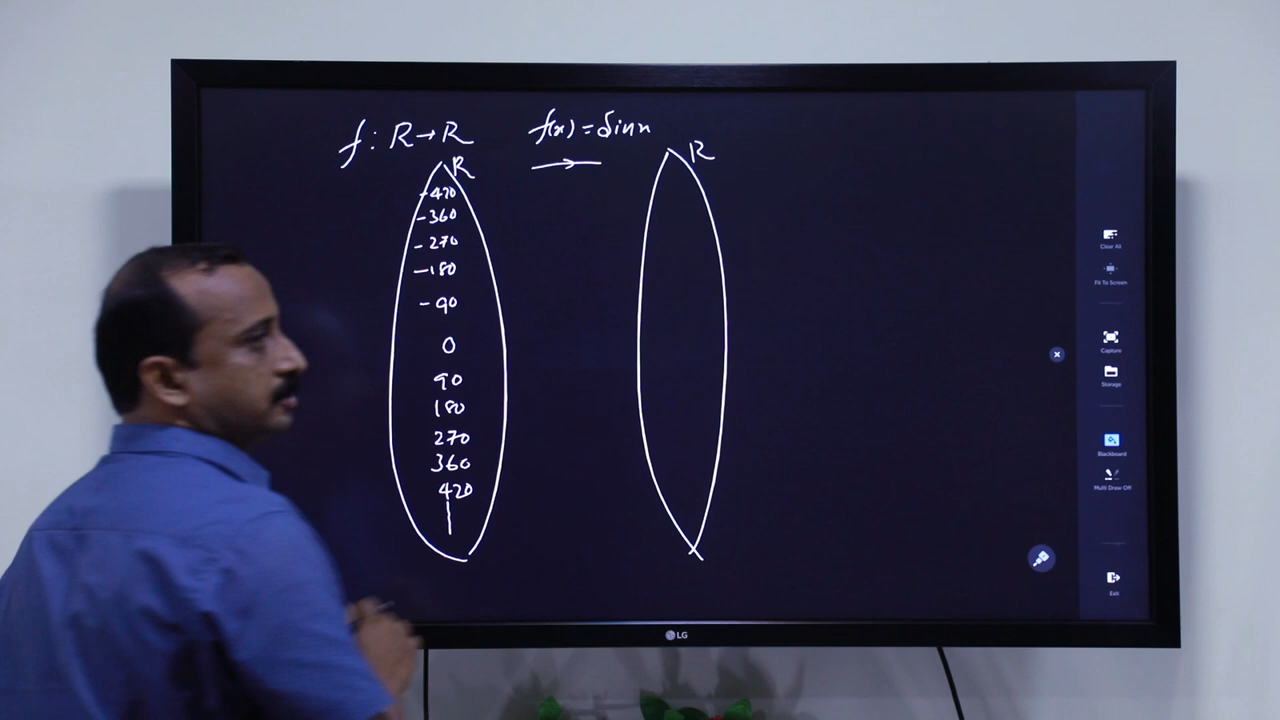 f: R→R f(x) = Sinx
R
R
-420
-360
-270
-180
-90
0
90
180
270
360
420
Clear All
Fit To Screen
Capture
Storage
Blackboard
Multi Draw Off
Exit
LG